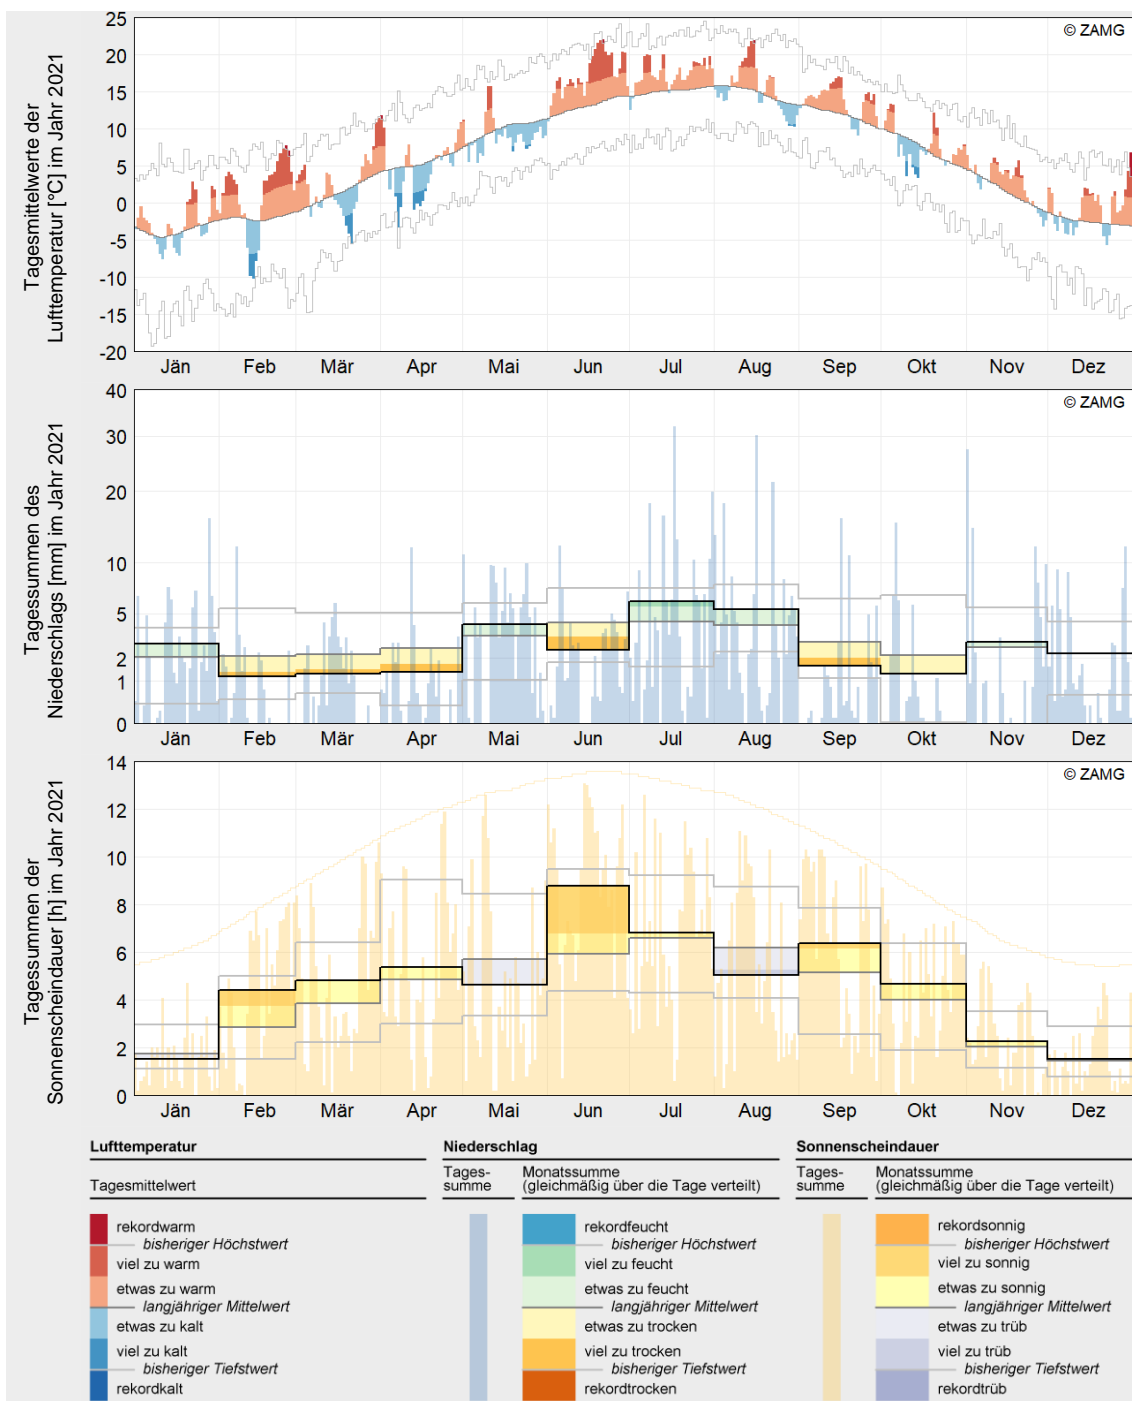 Tagesmittelwerte der
Lufttemperatur [°C] im Jahr 2021
25
20
15
10
5
0
-5
-10
-15
-20
© ZAMG
Jän Feb Mär Apr Mai Jun Jul Aug Sep Okt Nov Dez
Tagessummen des
Niederschlags [mm] im Jahr 2021
40
30
20
10
5
2
1
0
© ZAMG
Jän Feb Mär Apr Mai Jun Jul Aug Sep Okt Nov Dez
Tagessummen der
Sonnenscheindauer [h] im Jahr 2021
14
12
10
8
6
4
2
0
© ZAMG
Jän Feb Mär Apr Mai Jun Jul Aug Sep Okt Nov Dez
Lufttemperatur
Tagesmittelwert
rekordwarm
bisheriger Höchstwert
viel zu warm
etwas zu warm
langjähriger Mittelwert
etwas zu kalt
viel zu kalt
bisheriger Tiefstwert
rekordkalt
Niederschlag
Tages-
summe
Monatssumme
(gleichmäßig über die Tage verteilt)
rekordfeucht
bisheriger Höchstwert
viel zu feucht
etwas zu feucht
langjähriger Mittelwert
etwas zu trocken
viel zu trocken
bisheriger Tiefstwert
rekordtrocken
Sonnenscheindauer
Tages-
summe
Monatssumme
(gleichmäßig über die Tage verteilt)
rekordsonnig
bisheriger Höchstwert
viel zu sonnig
etwas zu sonnig
langjähriger Mittelwert
etwas zu trüb
viel zu trüb
bisheriger Tiefstwert
rekordtrüb